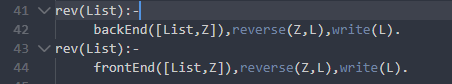 41 rev(List):-
42 backEnd([List,Z]),reverse(Z,L),write(L).
43 rev(List):-
44 frontEnd([List,Z]),reverse(Z,L),write(L).